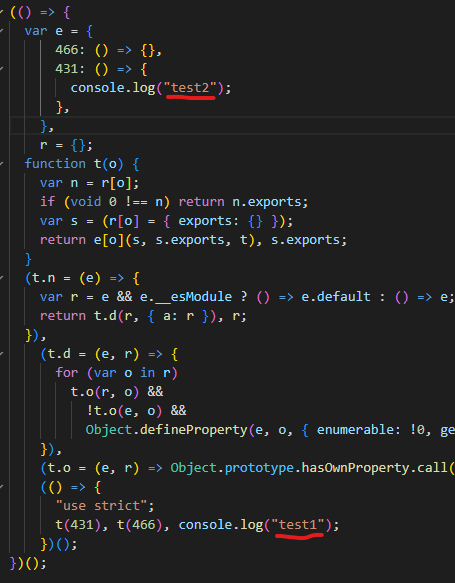 (() => {
  var e = {
      466: () => {},
      431: () => {
        console.log("test2");
      },
    },
    r = {};
  function t(o) {
    var n = r[o];
    if (void 0 !== n) return n.exports;
    var s = (r[o] = { exports: {} });
    return e[o](s, s.exports, t), s.exports;
  }
  (t.n = (e) => {
    var r = e && e.__esModule ? () => e.default : () => e;
    return t.d(r, { a: r }), r;
  }),
    (t.d = (e, r) => {
      for (var o in r)
        t.o(r, o) &&
          !t.o(e, o) &&
          Object.defineProperty(e, o, { enumerable: !0, ge
    }),
    (t.o = (e, r) => Object.prototype.hasOwnProperty.call(
    (() => {
      "use strict";
      t(431), t(466), console.log("test1");
    })();
})();